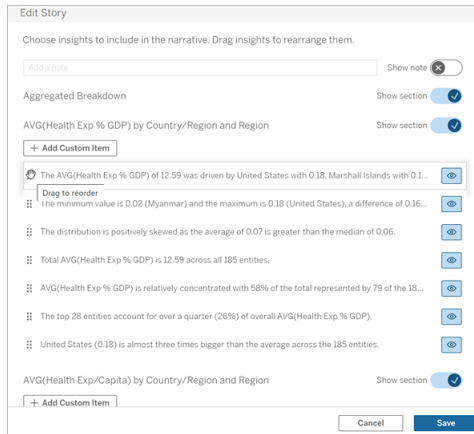 Edit Story
Choose insights to include in the narrative. Drag insights to rearrange them.
Add a note
Show note
Aggregated Breakdown
Show section
AVG(Health Exp % GDP) by Country/Region and Region
Show section
+ Add Custom Item
The AVG(Health Exp % GDP) of 12.59 was driven by United States with 0.18, Marshall Islands with 0.1...
Drag to reorder
The minimum value is 0.02 (Myanmar) and the maximum is 0.18 (United States), a difference of 0.16...
The distribution is positively skewed as the average of 0.07 is greater than the median of 0.06.
Total AVG(Health Exp % GDP) is 12.59 across all 185 entities.
AVG(Health Exp % GDP) is relatively concentrated with 58% of the total represented by 79 of the 18...
The top 28 entities account for over a quarter (26%) of overall AVG(Health Exp % GDP).
United States (0.18) is almost three times bigger than the average across the 185 entities.
AVG(Health Exp/Capita) by Country/Region and Region
Show section
+ Add Custom Item
Cancel
Save